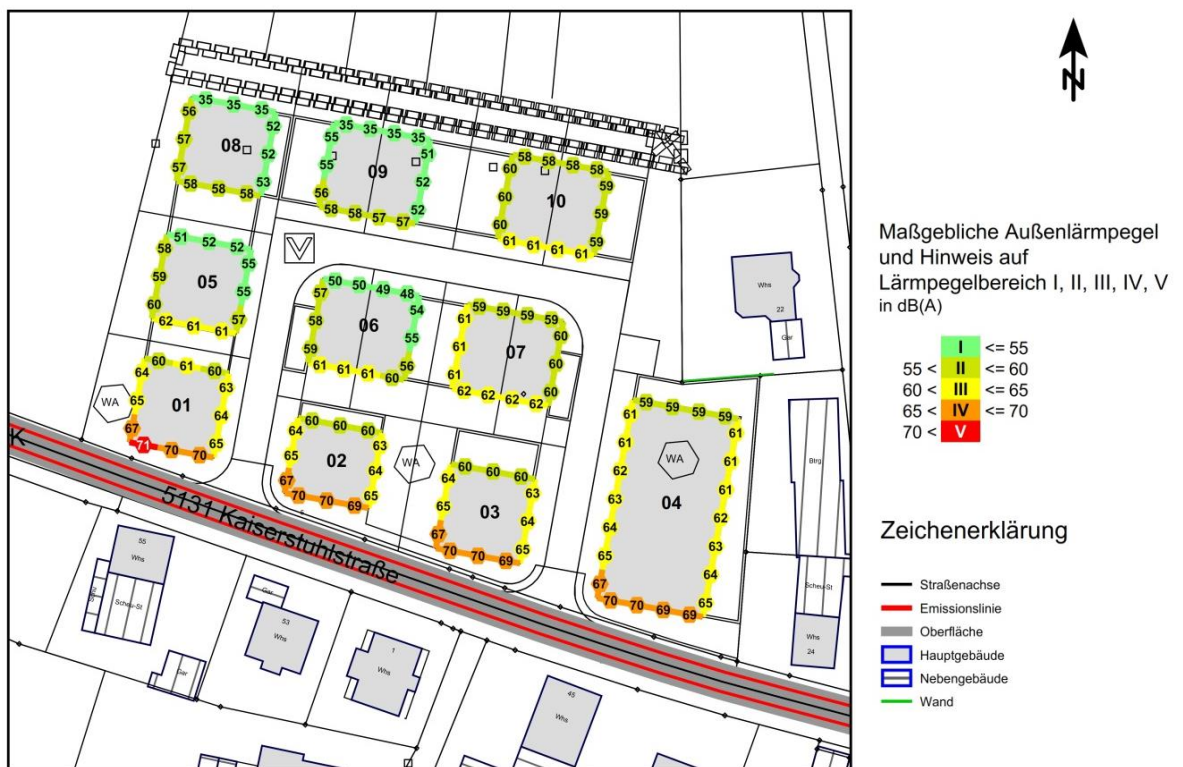 35 35 35
56 52
57 08 52
57 53
58 58 58
35 35 35 35
55 51
55 09 52
56 52
58 58 57 57
58 58 58 58
60 59
60 10 59
60 59
61 61 61 61
51 52 52
58 55
59 05 55
60 57
62 61 61
50 50 49 48
57 54
58 06 55
59 56
61 61 61 60
59 59 59 59
61 60
61 07 60
61 60
62 62 62 62
60 61 60
64 63
WA 01
65 64
67 65
71 70 70
60 60 60
64 63
65 02 64
67 65
70 70 69
WA
60 60 60
64 63
65 03 64
67 65
70 70 69
59 59 59 59
61 61
61 WA 61
62 61
63 04 62
64 63
65 64
67 65
70 70 69 69
K
5131 Kaiserstuhlstraße
Whs
22
Gar
Btrg
Scheu-St
Whs
24
55
Whs
Scheu-St
Gar
Gar
53
Whs
1
Whs
45
Whs
N
Maßgebliche Außenlärmpegel
und Hinweis auf
Lärmpegelbereich I, II, III, IV, V
in dB(A)
I <= 55
55 < II <= 60
60 < III <= 65
65 < IV <= 70
70 < V
Zeichenerklärung
Straßenachse
Emissionslinie
Oberfläche
Hauptgebäude
Nebengebäude
Wand